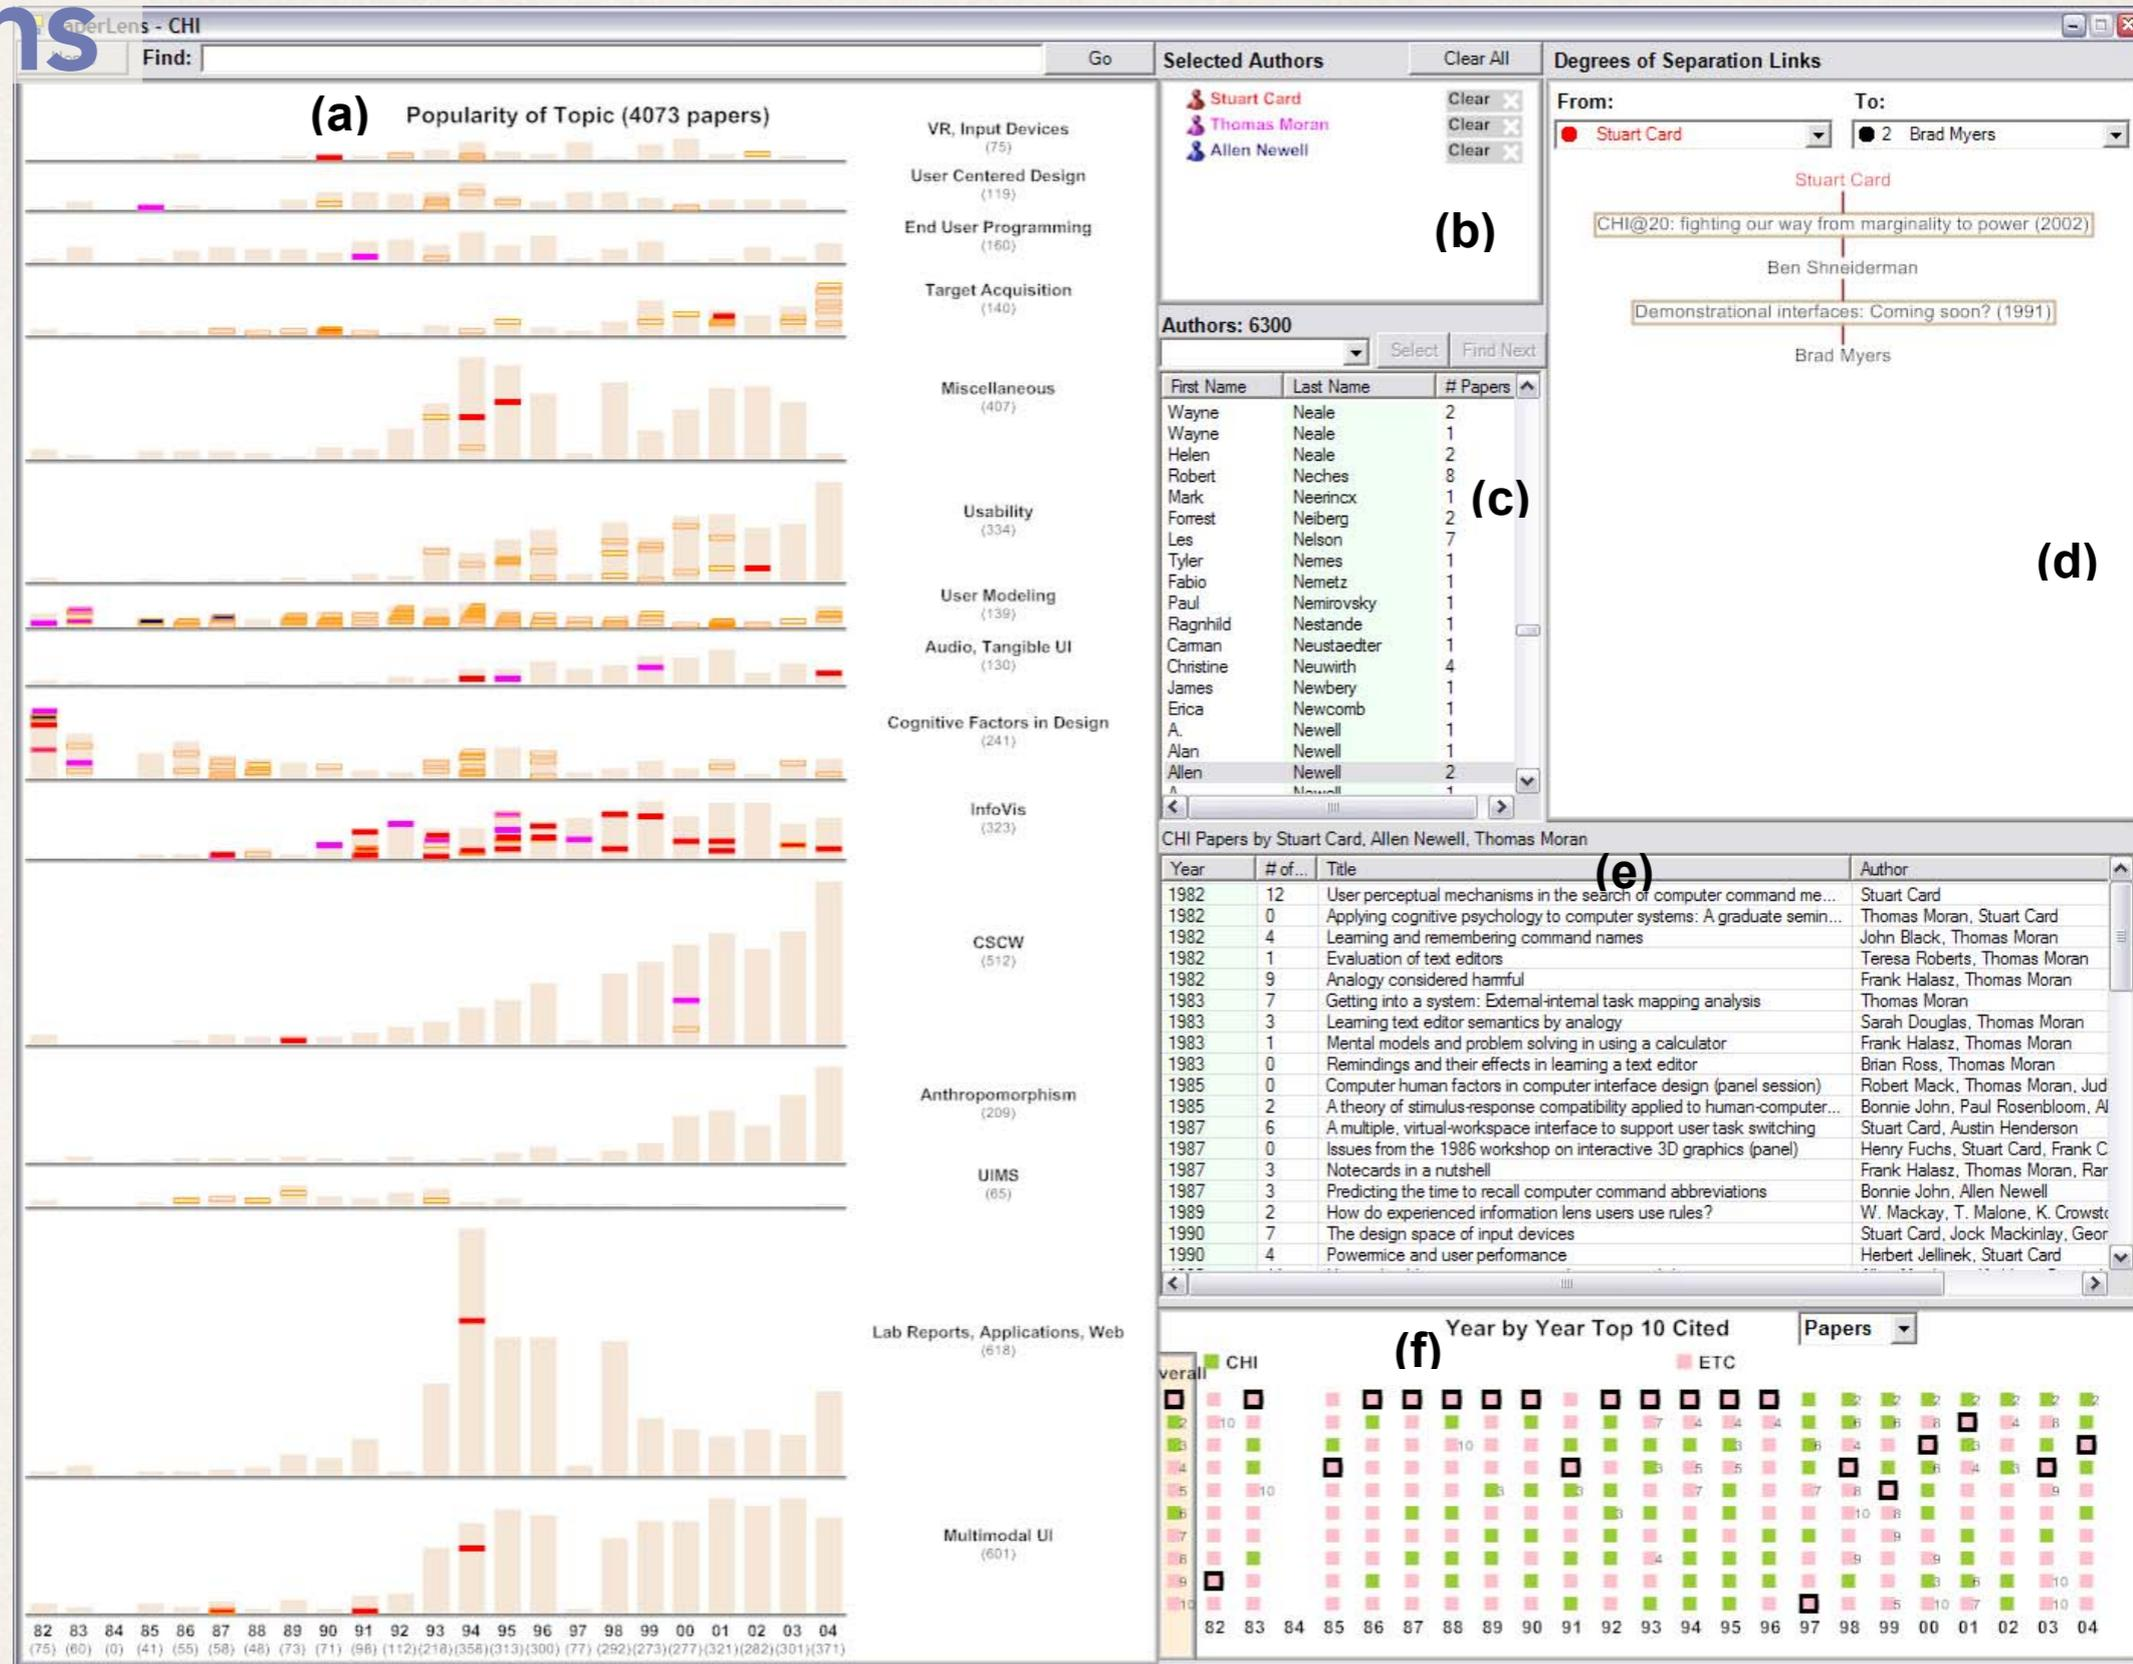 ns
PaperLens - CHI
Find:
Go
(a)
Popularity of Topic (4073 papers)
VR, Input Devices
(75)
User Centered Design
(119)
End User Programming
(160)
Target Acquisition
(140)
Miscellaneous
(407)
Usability
(334)
User Modeling
(139)
Audio, Tangible UI
(130)
Cognitive Factors in Design
(241)
InfoVis
(323)
CSCW
(512)
Anthropomorphism
(209)
UIMS
(65)
Lab Reports, Applications, Web
(618)
Multimodal UI
(601)
82 83 84 85 86 87 88 89 90 91 92 93 94 95 96 97 98 99 00 01 02 03 04
(75) (60) (0) (41) (55) (58) (48) (73) (71) (98) (112) (218) (358) (313) (300) (77) (292) (273) (277) (321) (282) (301) (371)
Selected Authors
Clear All
Stuart Card Clear
Thomas Moran Clear
Allen Newell Clear
(b)
Authors: 6300
Select Find Next
First Name Last Name # Papers
Wayne Neale 2
Wayne Neale 1
Helen Neale 2
Robert Neches 8
Mark Neerincx 1
Forrest Neiberg 2
Les Nelson 7
Tyler Nemes 1
Fabio Nemetz 1
Paul Nemirovsky 1
Ragnhild Nestande 1
Carman Neustaedter 1
Christine Neuwirth 4
James Newbery 1
Erica Newcomb 1
A. Newell 1
Alan Newell 1
Allen Newell 2
(c)
Degrees of Separation Links
From: To:
Stuart Card 2 Brad Myers
Stuart Card
CHI@20: fighting our way from marginality to power (2002)
Ben Shneiderman
Demonstrational interfaces: Coming soon? (1991)
Brad Myers
(d)
CHI Papers by Stuart Card, Allen Newell, Thomas Moran
(e)
Year # of... Title Author
1982 12 User perceptual mechanisms in the search of computer command me... Stuart Card
1982 0 Applying cognitive psychology to computer systems: A graduate semin... Thomas Moran, Stuart Card
1982 4 Learning and remembering command names John Black, Thomas Moran
1982 1 Evaluation of text editors Teresa Roberts, Thomas Moran
1982 9 Analogy considered harmful Frank Halasz, Thomas Moran
1983 7 Getting into a system: External-internal task mapping analysis Thomas Moran
1983 3 Learning text editor semantics by analogy Sarah Douglas, Thomas Moran
1983 1 Mental models and problem solving in using a calculator Frank Halasz, Thomas Moran
1983 0 Remindings and their effects in learning a text editor Brian Ross, Thomas Moran
1985 0 Computer human factors in computer interface design (panel session) Robert Mack, Thomas Moran, Jud
1985 2 A theory of stimulus-response compatibility applied to human-computer... Bonnie John, Paul Rosenbloom, Al
1987 6 A multiple, virtual-workspace interface to support user task switching Stuart Card, Austin Henderson
1987 0 Issues from the 1986 workshop on interactive 3D graphics (panel) Henry Fuchs, Stuart Card, Frank C
1987 3 Notecards in a nutshell Frank Halasz, Thomas Moran, Ran
1987 3 Predicting the time to recall computer command abbreviations Bonnie John, Allen Newell
1989 2 How do experienced information lens users use rules? W. Mackay, T. Malone, K. Crowsto
1990 7 The design space of input devices Stuart Card, Jock Mackinlay, Geor
1990 4 Powermice and user perfomance Herbert Jellinek, Stuart Card
(f)
Year by Year Top 10 Cited
Papers
CHI ETC
verall
82 83 84 85 86 87 88 89 90 91 92 93 94 95 96 97 98 99 00 01 02 03 04